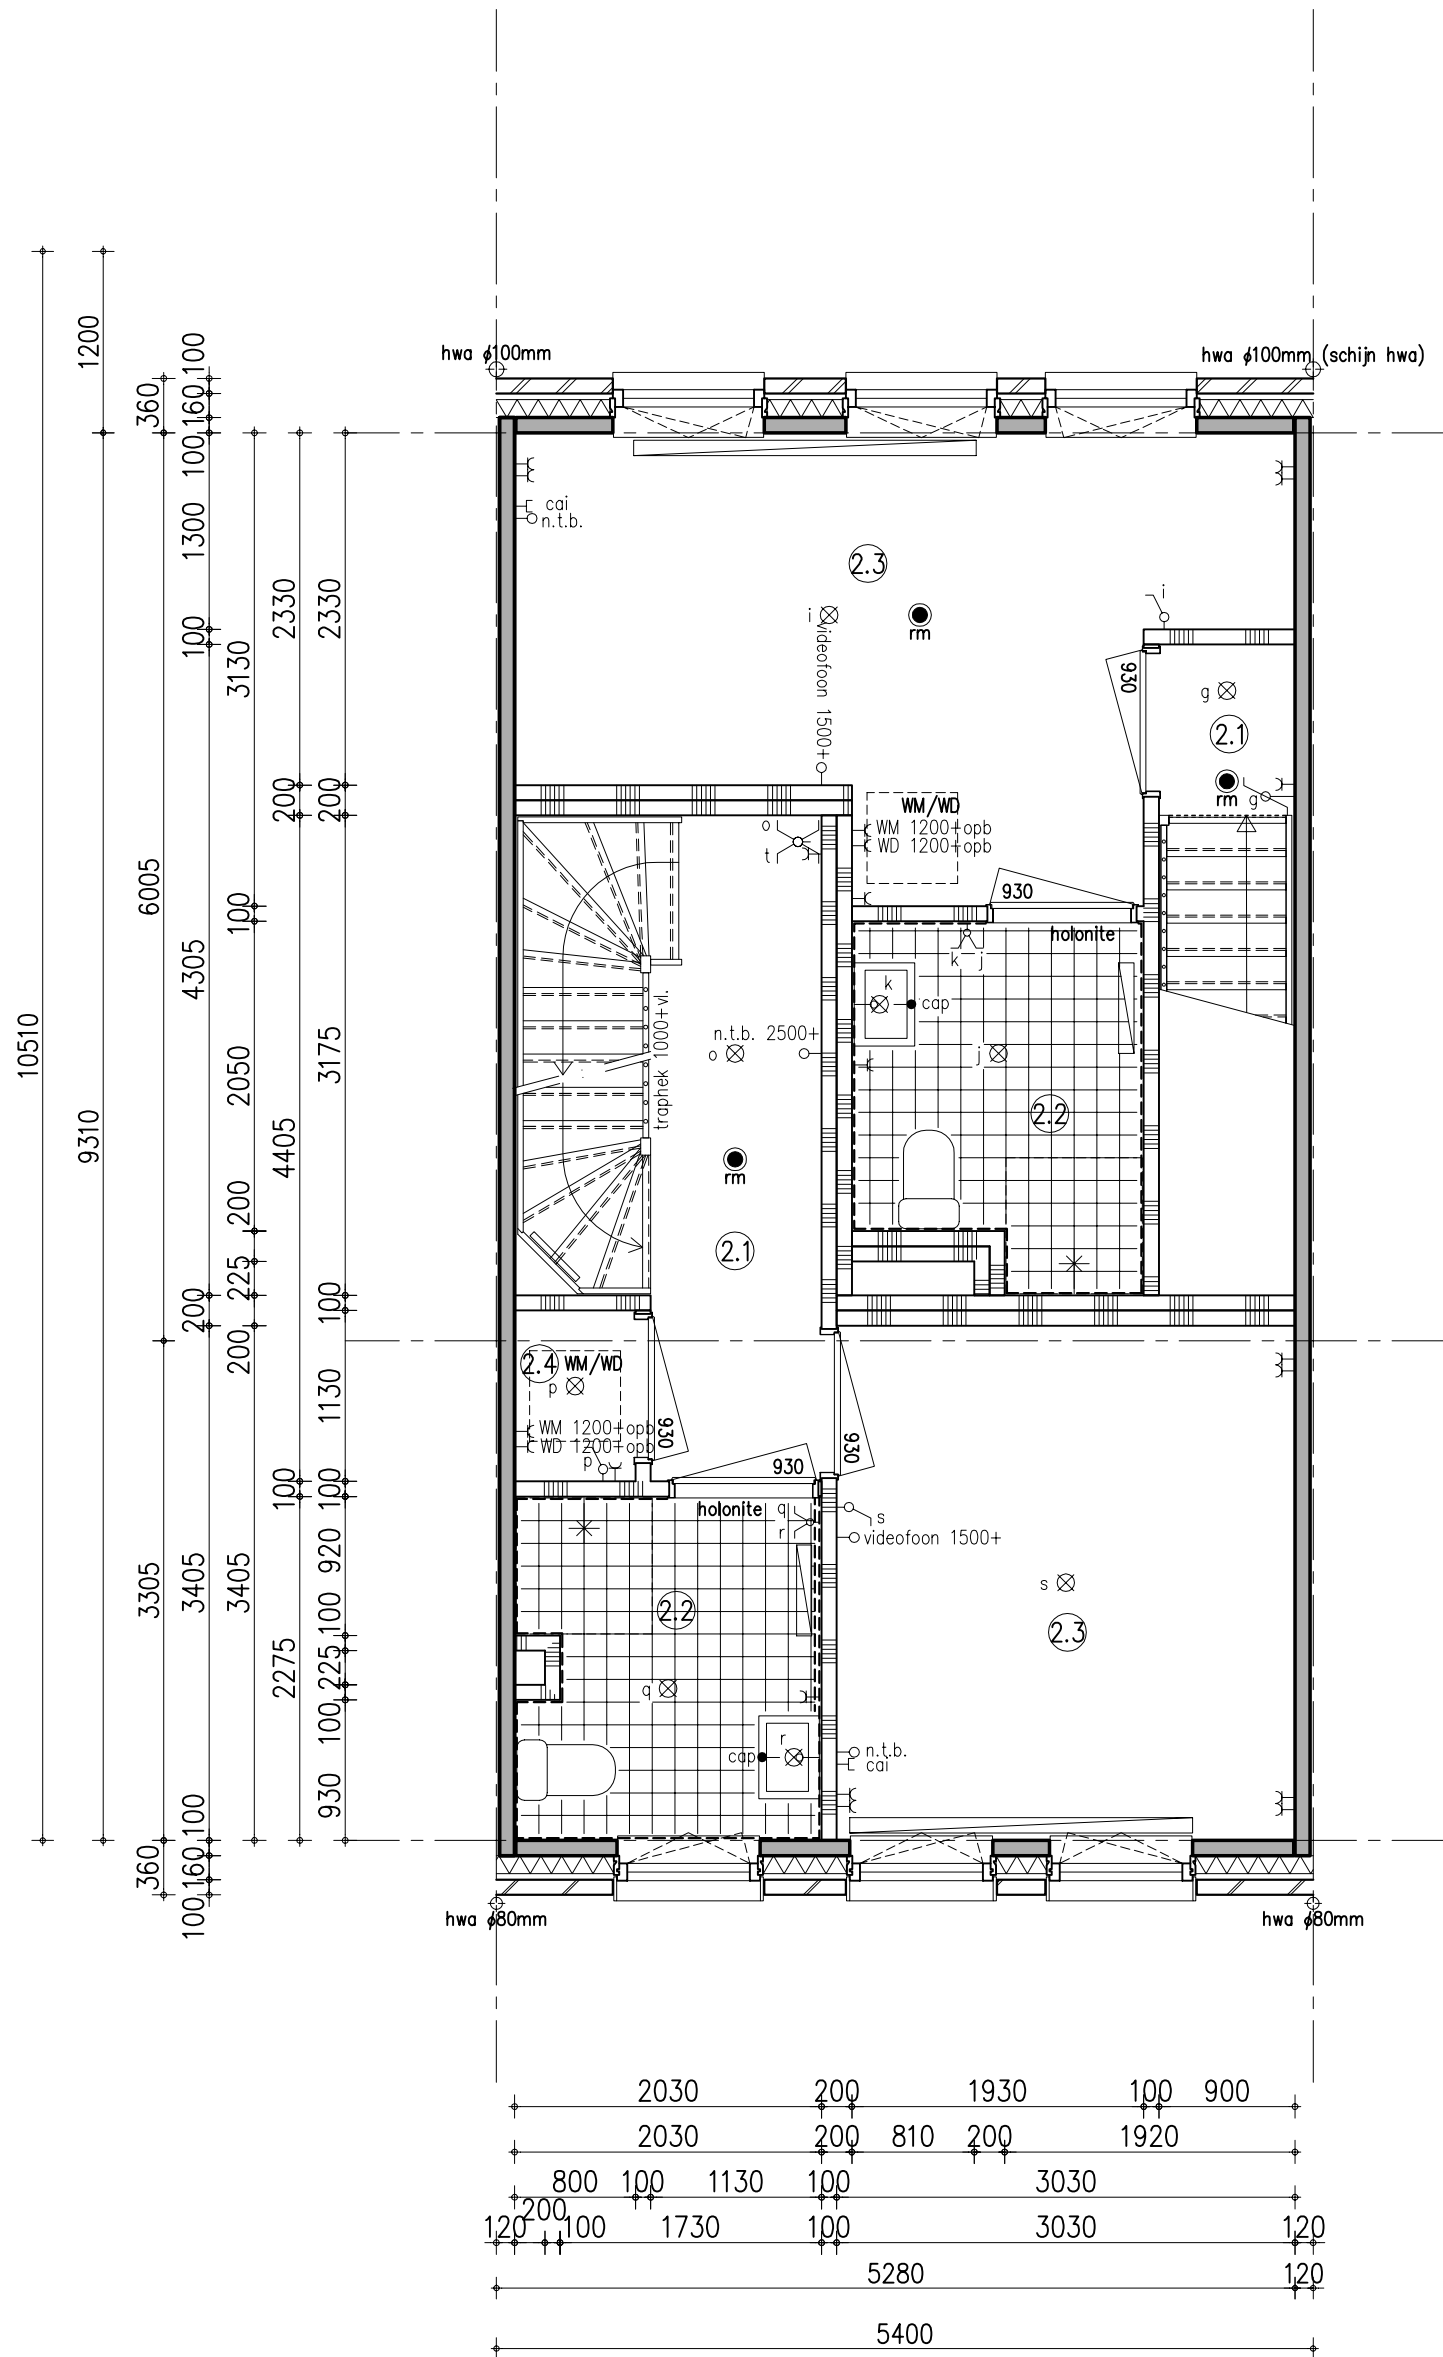 hwa ϕ100mm
hwa ϕ100mm (schijn hwa)
1200
360
100
160
100
1300
100
4305
200
3405
100
160
100
10510
9310
6005
3305
360
3130
100
2050
200
225
200
3405
2330
200
4405
100
2275
2330
200
3175
100
1130
100
920
100
225
100
930
cai
n.t.b.
2.3
i
videofoon 1500+
rm
i
930
g
2.1
rm
g
WM/WD
WM 1200+opb
WD 1200+opb
930
holonite
k j
k
cap
j
2.2
o
t
traphek 1000+vl.
n.t.b. 2500+
o
rm
2.1
2.4 WM/WD
p
WM 1200+opb
WD 1200+opb
p
930
930
930
holonite
q
r
s
videofoon 1500+
s
2.2
2.3
q
r
cap
n.t.b.
cai
hwa ϕ80mm
hwa ϕ80mm
2030 200 1930 100 900
2030 200 810 200 1920
800 100 1130 100 3030
120 200 100 1730 100 3030 120
5280 120
5400